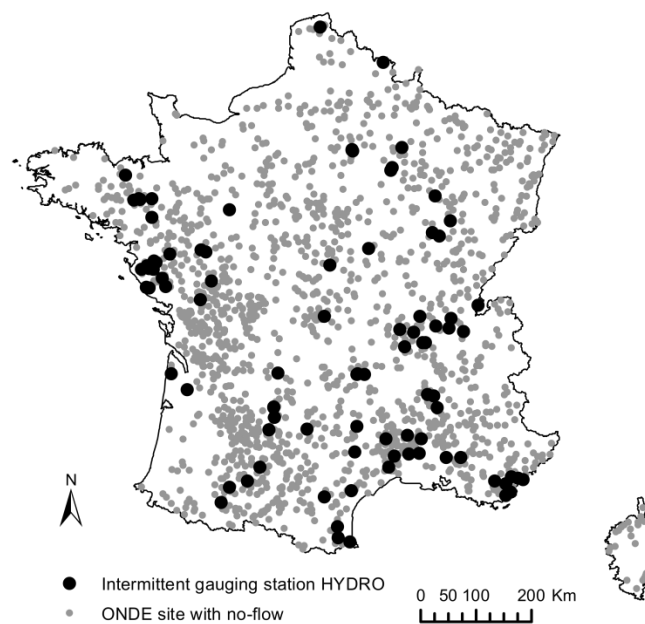 N
Intermittent gauging station HYDRO
ONDE site with no-flow
0 50 100 200 Km